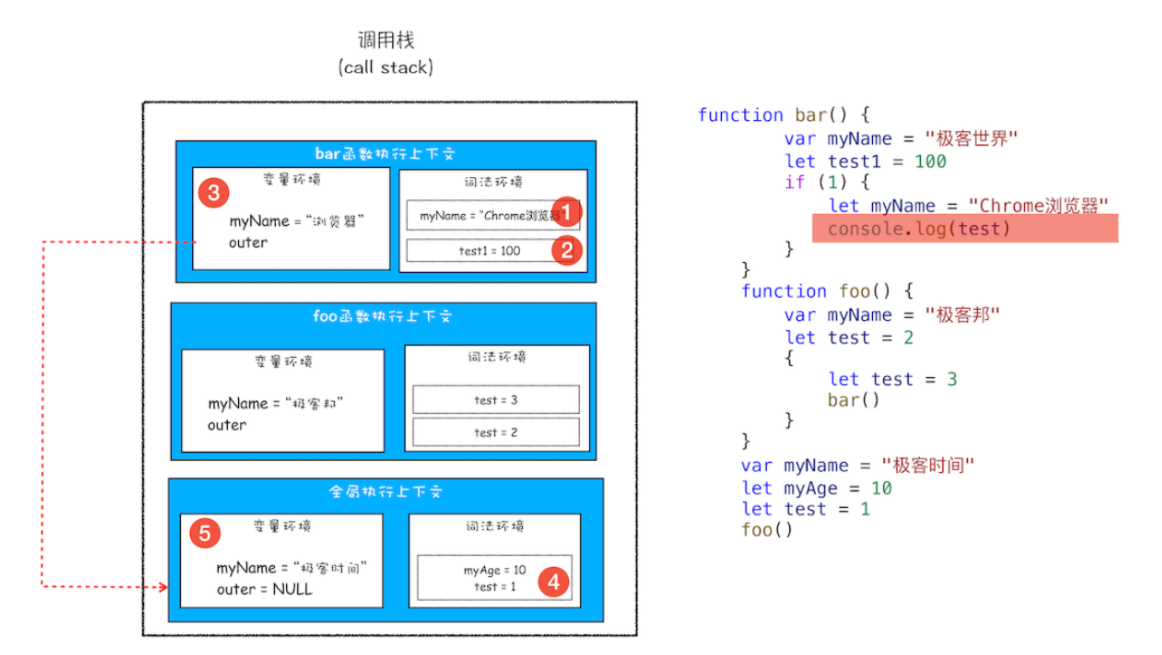 调用栈
(call stack)
bar函数执行上下文
变量环境
3
myName = "浏览器"
outer
词法环境
myName = "Chrome浏览器"
1
test1 = 100
2
foo函数执行上下文
变量环境
myName = "极客邦"
outer
词法环境
test = 3
test = 2
全局执行上下文
变量环境
5
myName = "极客时间"
outer = NULL
词法环境
myAge = 10
test = 1
4
function bar() {
var myName = "极客世界"
let test1 = 100
if (1) {
let myName = "Chrome浏览器"
console.log(test)
}
}
function foo() {
var myName = "极客邦"
let test = 2
{
let test = 3
bar()
}
}
var myName = "极客时间"
let myAge = 10
let test = 1
foo()